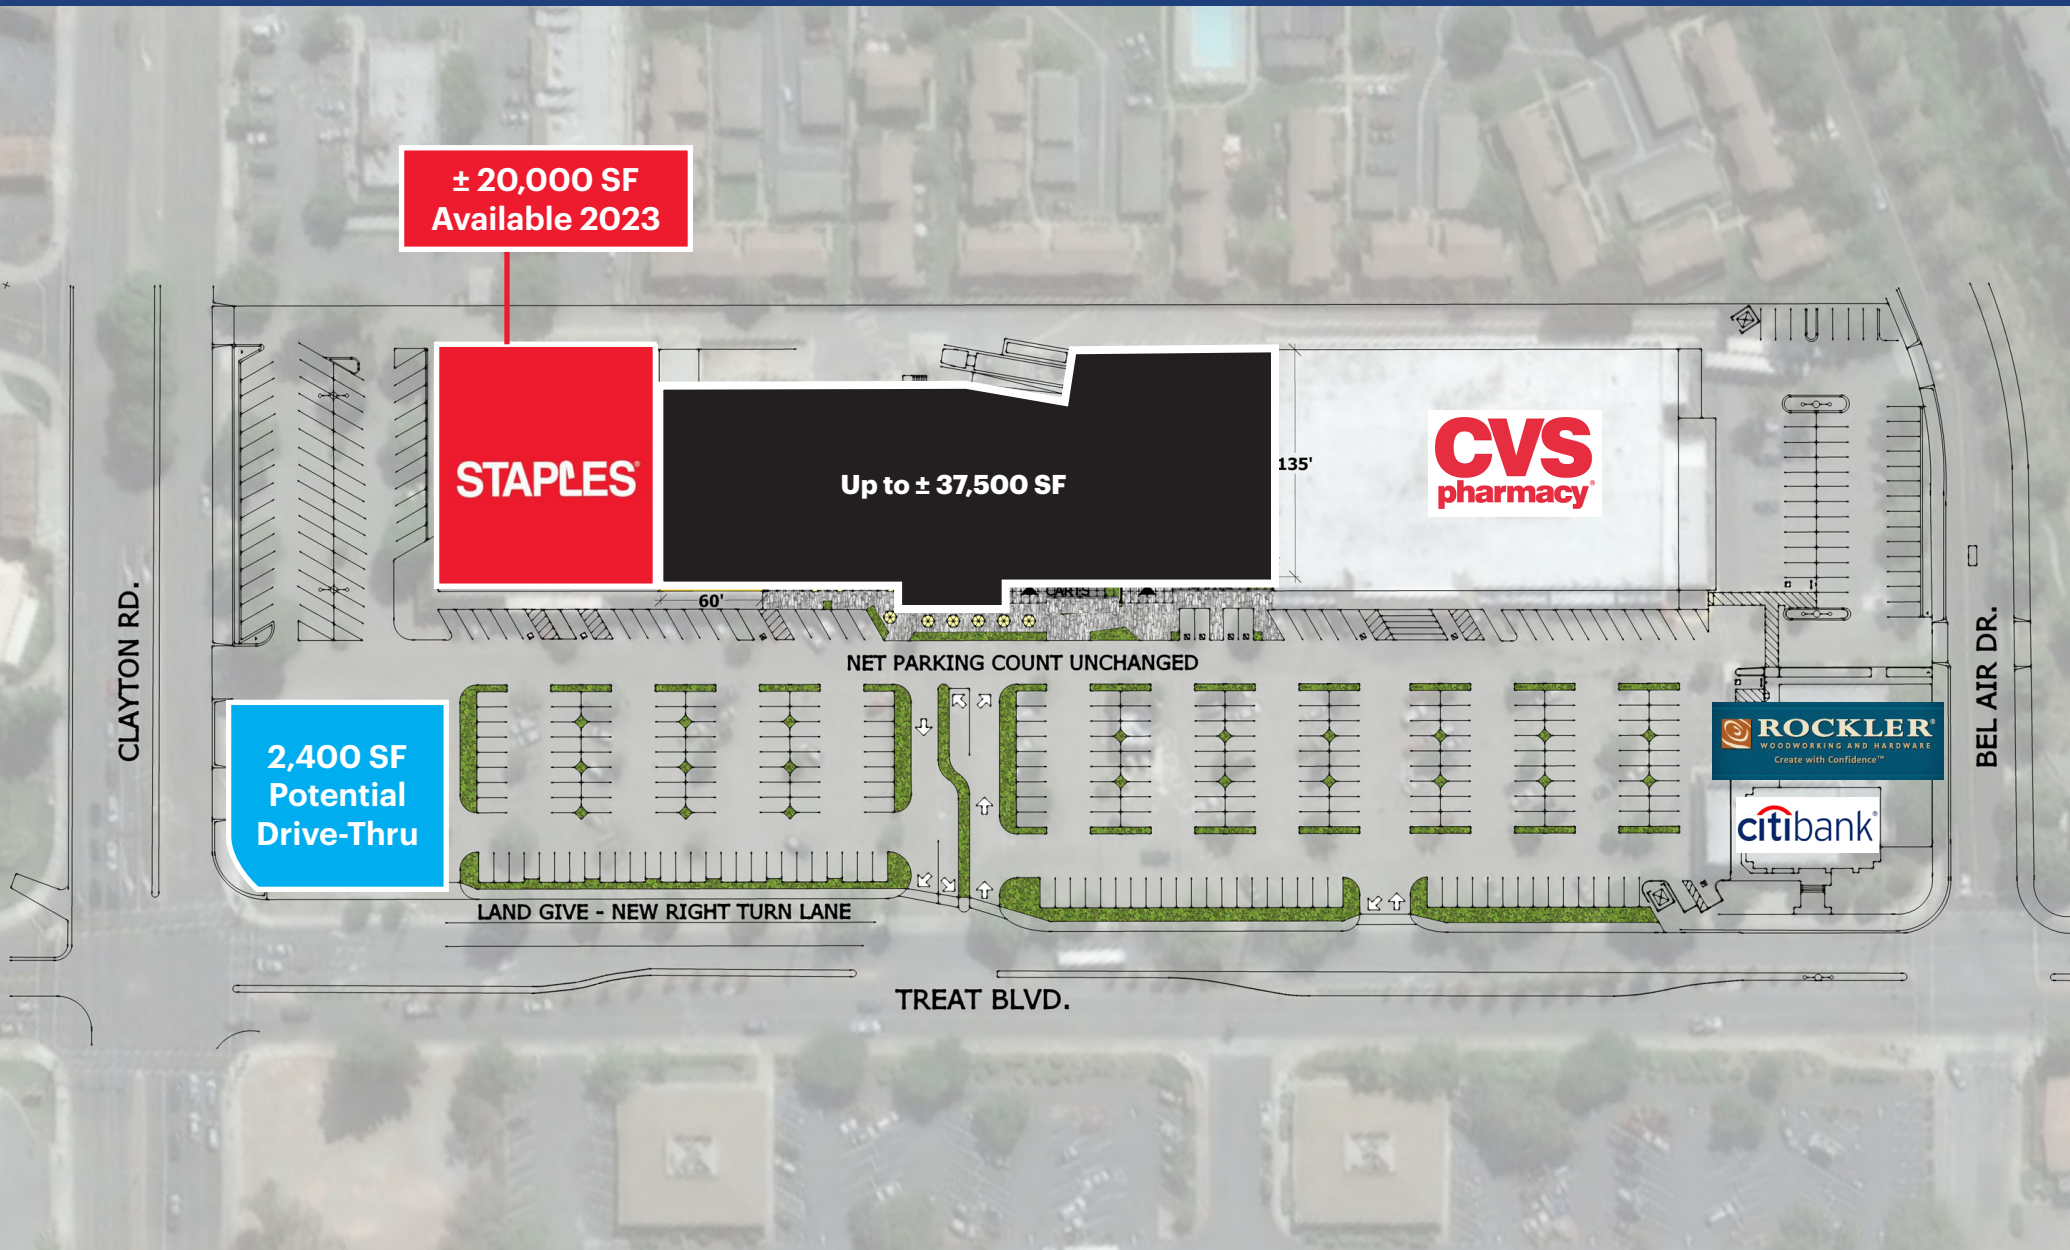 ± 20,000 SF
Available 2023
STAPLES®
Up to ± 37,500 SF
135'
CVS
pharmacy®
60'
CARTS
NET PARKING COUNT UNCHANGED
CLAYTON RD.
BEL AIR DR.
2,400 SF
Potential
Drive-Thru
ROCKLER®
WOODWORKING AND HARDWARE
Create with Confidence™
citibank®
LAND GIVE - NEW RIGHT TURN LANE
TREAT BLVD.